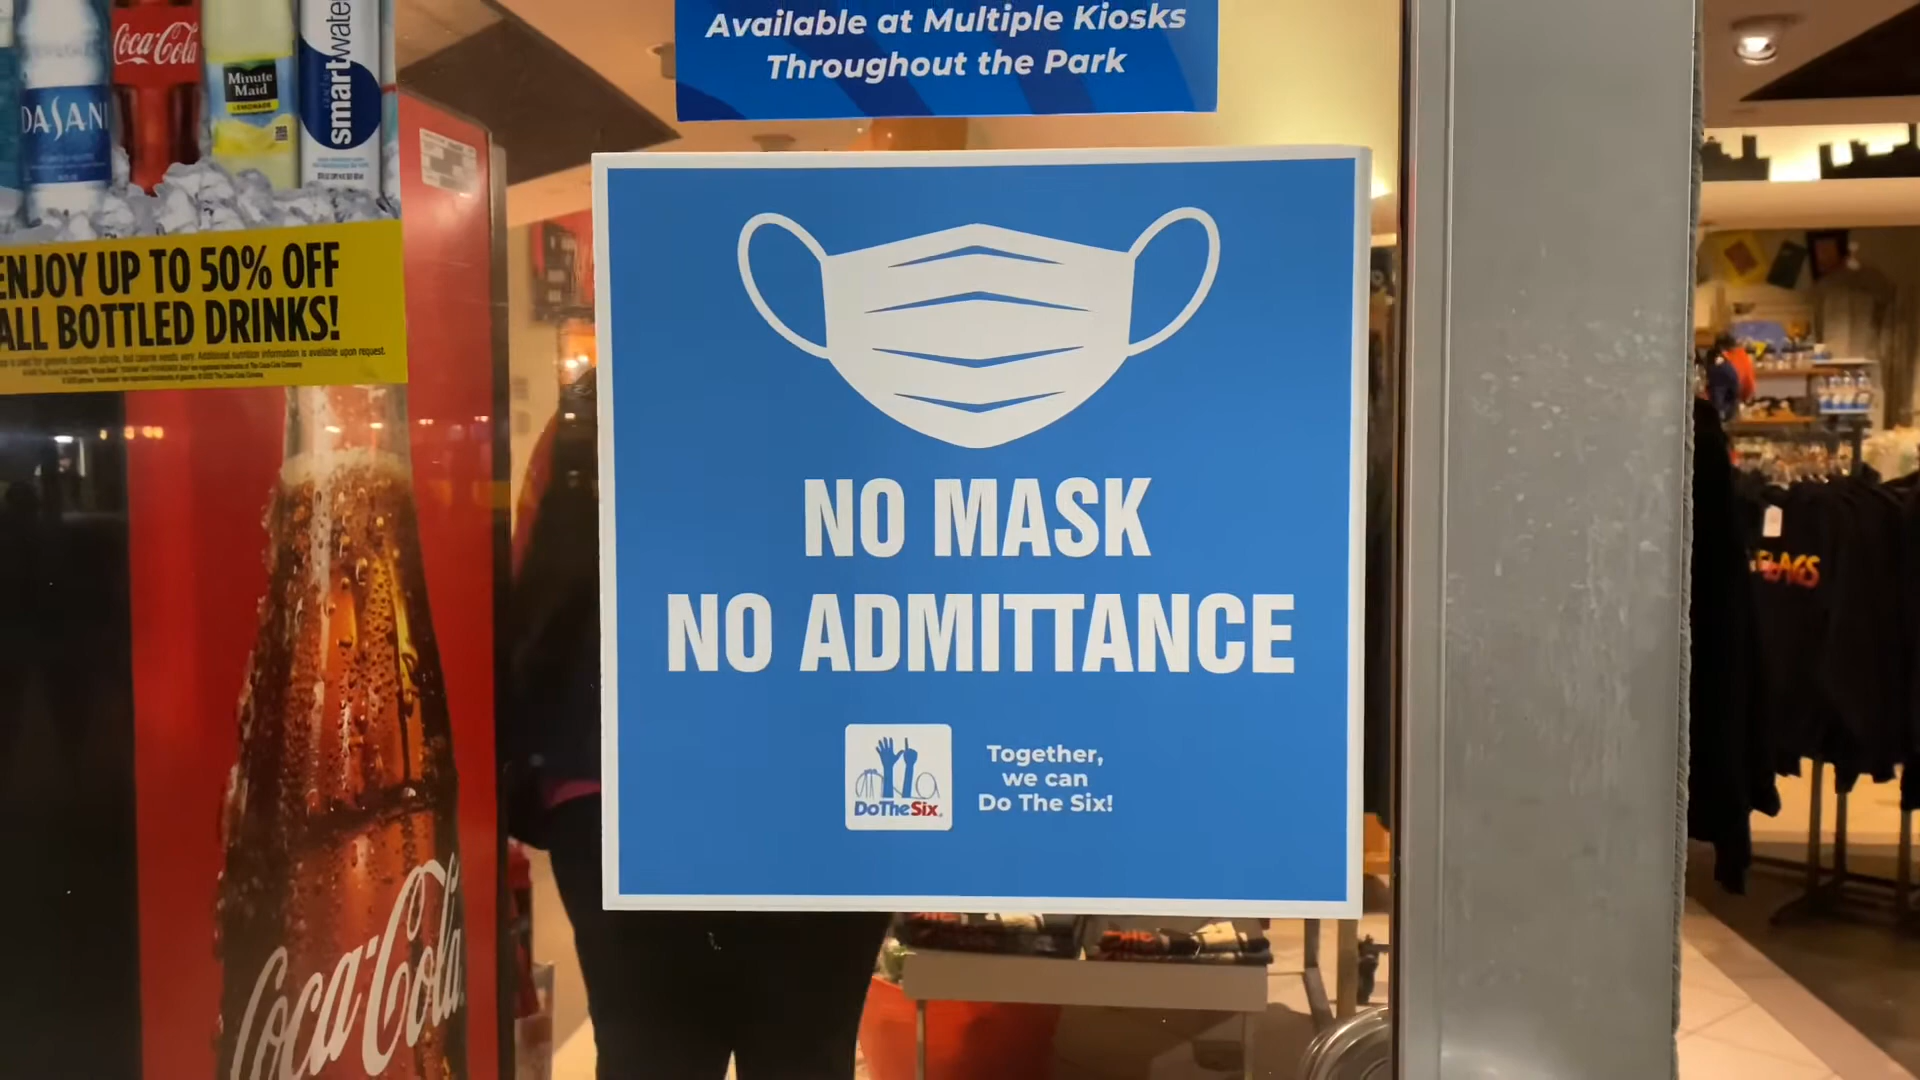 Available at Multiple Kiosks
Throughout the Park
Coca-Cola
DASANI
Minute
Maid
LEMONADE
smartwater
ENJOY UP TO 50% OFF
ALL BOTTLED DRINKS!
NO MASK
NO ADMITTANCE
DoTheSix
Together,
we can
Do The Six!
Coca-Cola